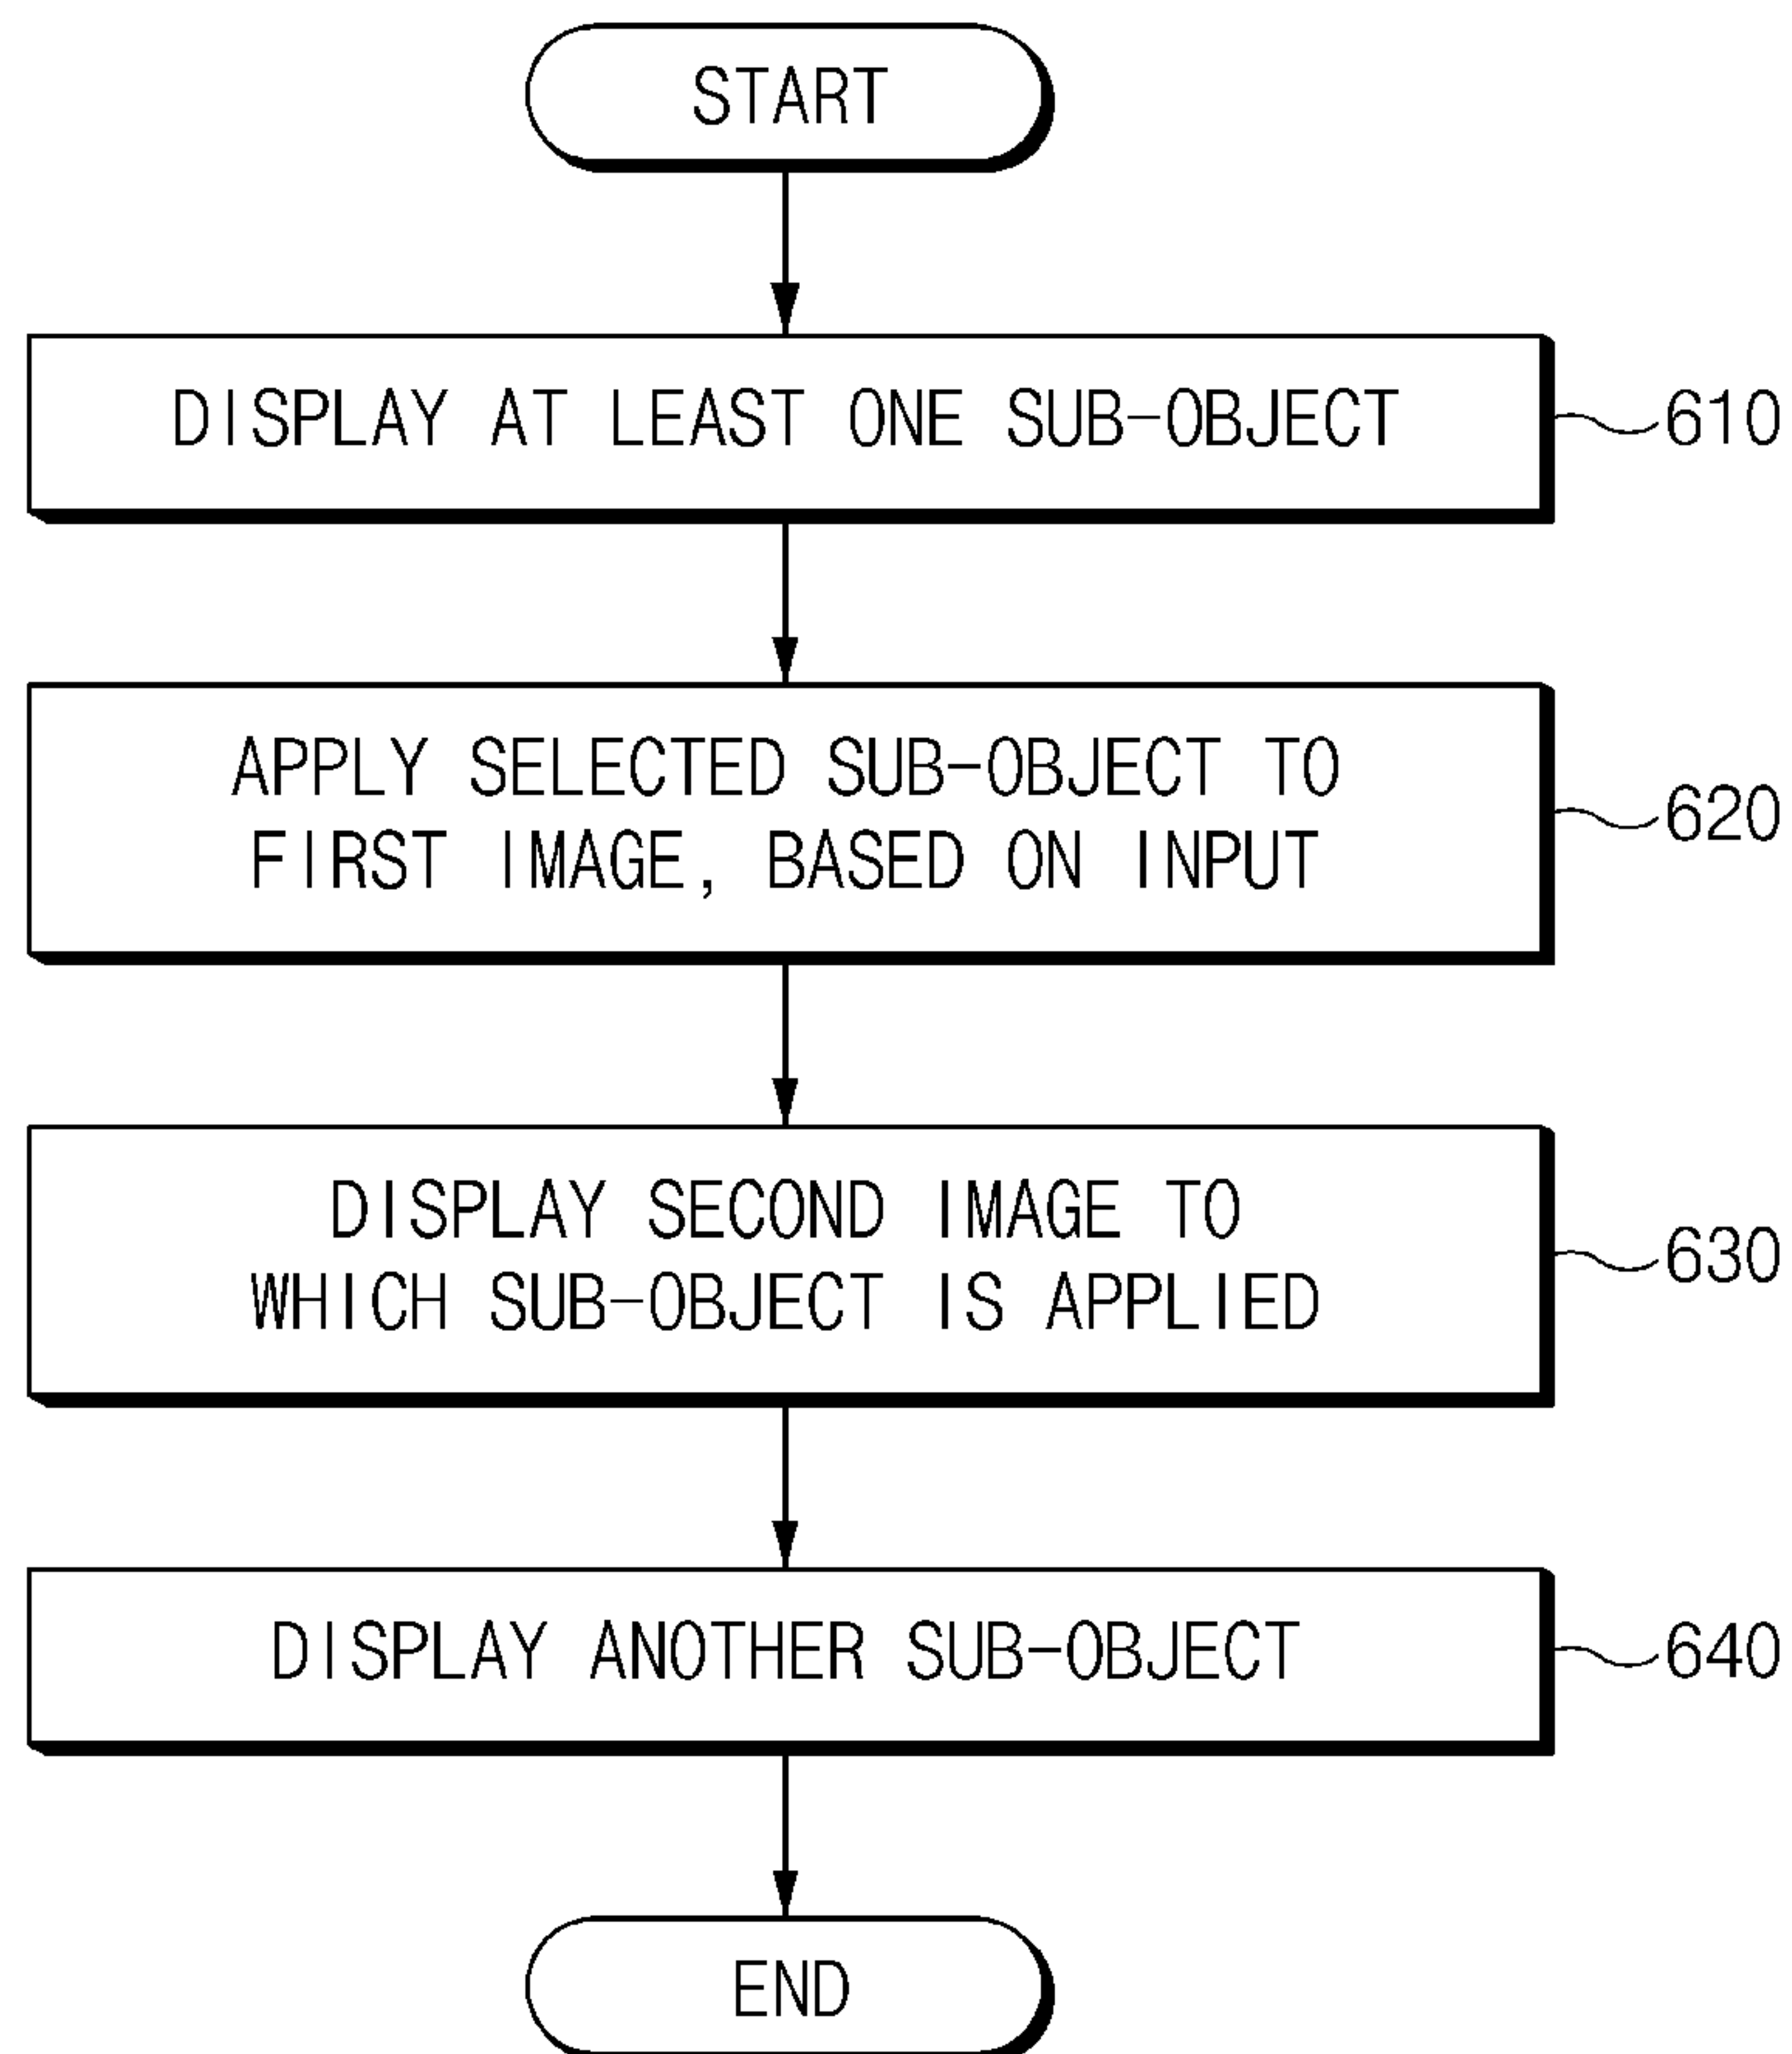 START
DISPLAY AT LEAST ONE SUB-OBJECT
610
APPLY SELECTED SUB-OBJECT TO
FIRST IMAGE, BASED ON INPUT
620
DISPLAY SECOND IMAGE TO
WHICH SUB-OBJECT IS APPLIED
630
DISPLAY ANOTHER SUB-OBJECT
640
END